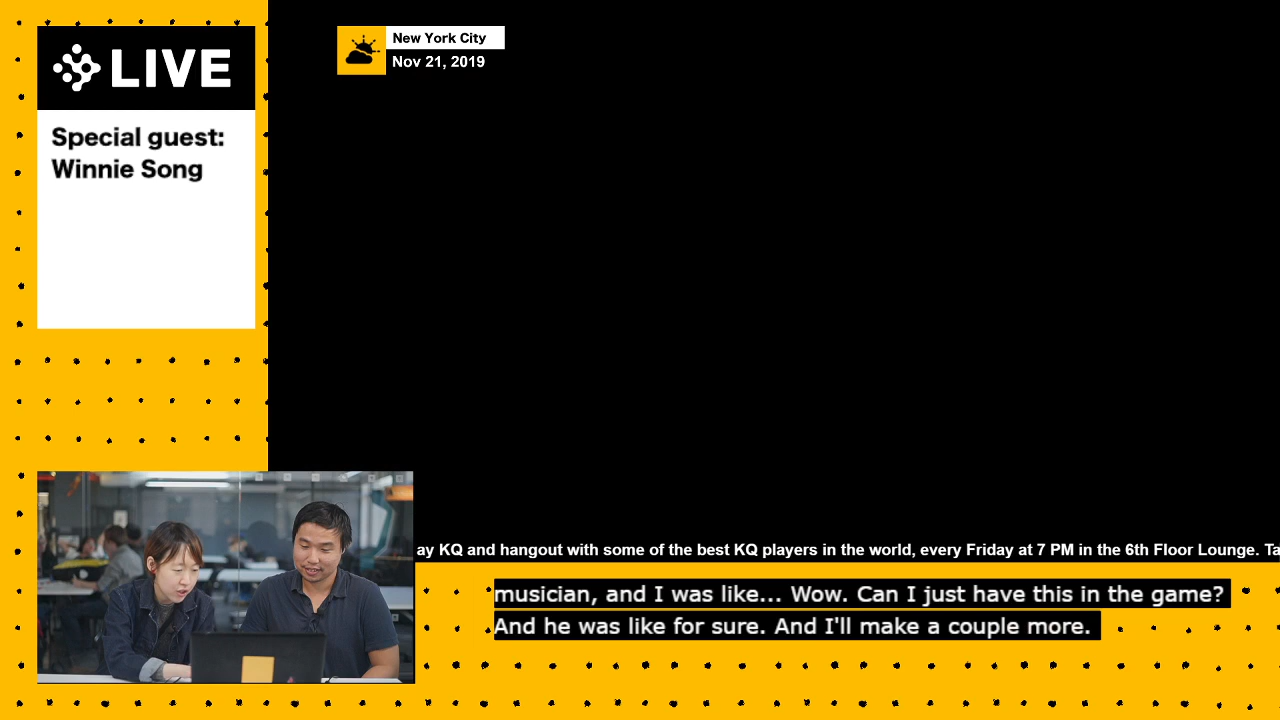 LIVE
Special guest:
Winnie Song
New York City
Nov 21, 2019
ay KQ and hangout with some of the best KQ players in the world, every Friday at 7 PM in the 6th Floor Lounge. Ta
musician, and I was like... Wow. Can I just have this in the game?
And he was like for sure. And I'll make a couple more.